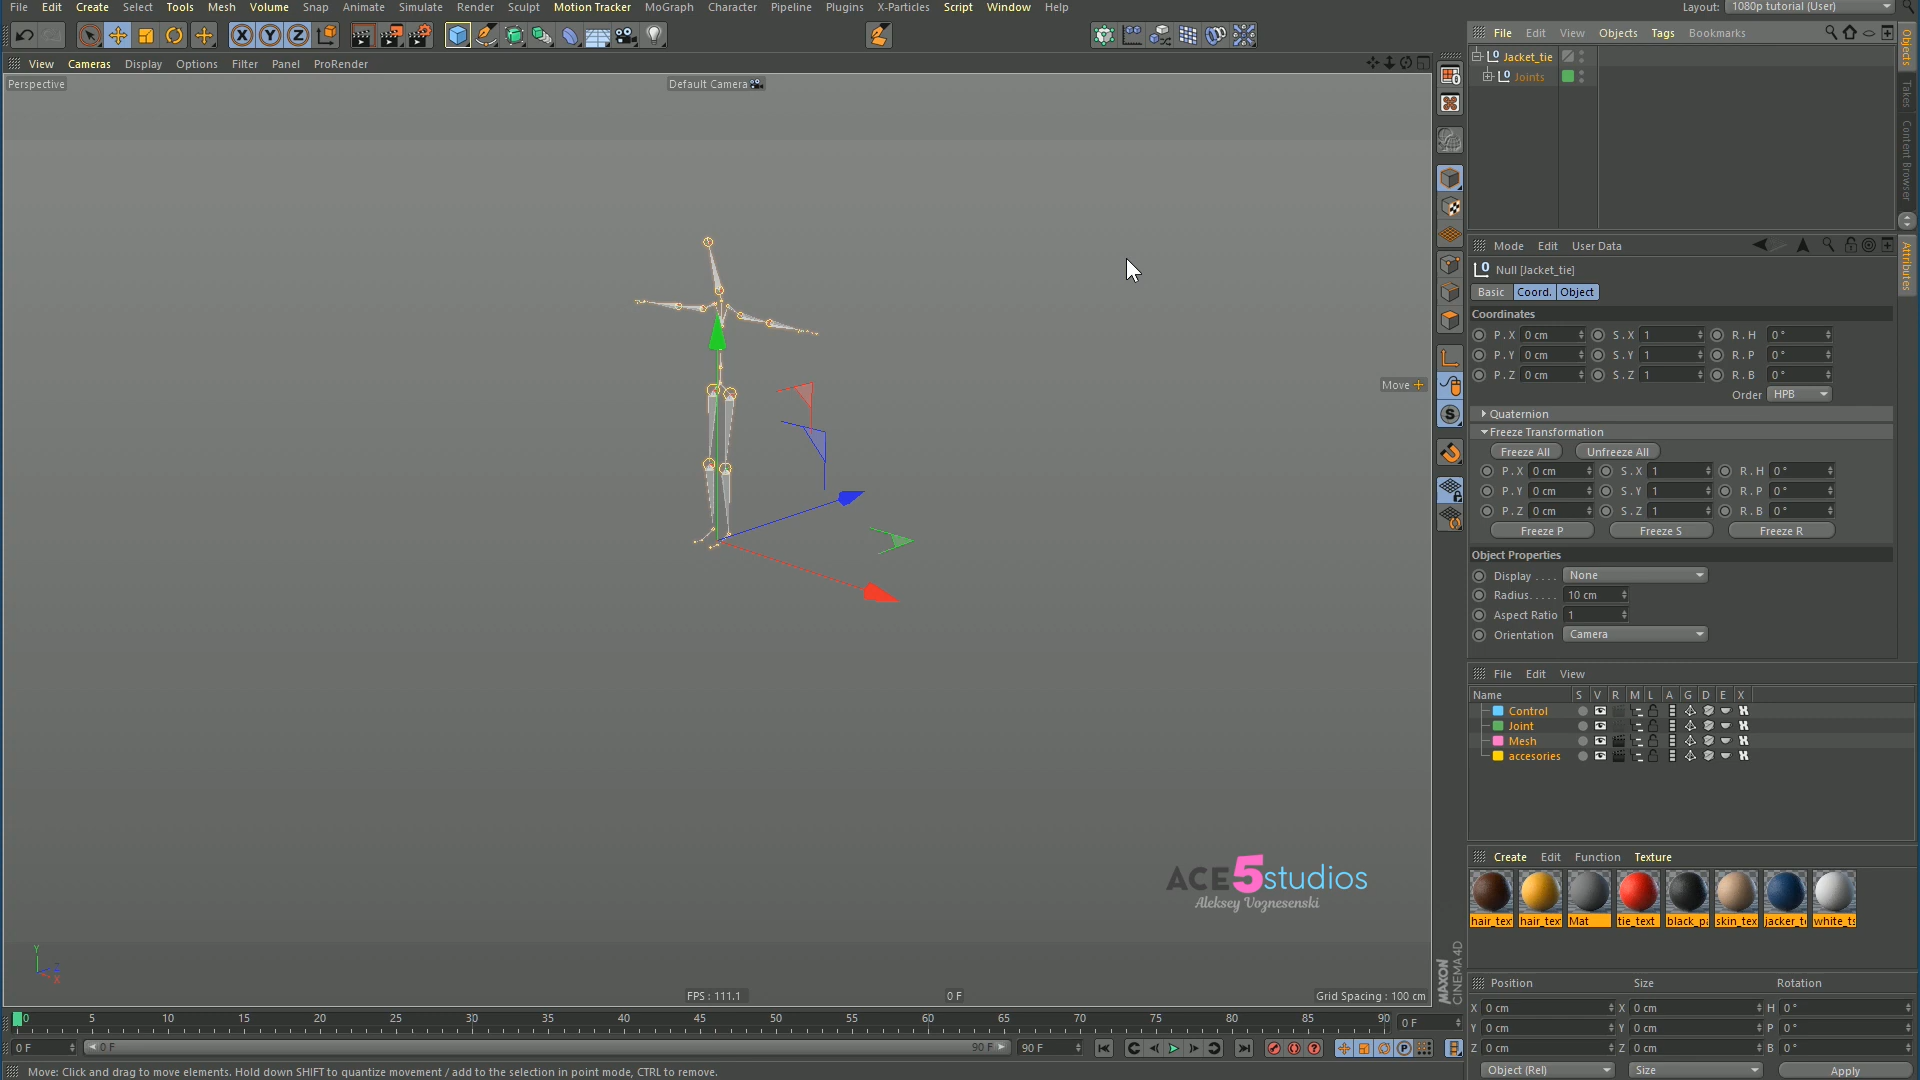 File Edit Create Select Tools Mesh Volume Snap Animate Simulate Render Sculpt Motion Tracker MoGraph Character Pipeline Plugins X-Particles Script Window Help
Layout: 1080p tutorial (User)
View Cameras Display Options Filter Panel ProRender
Perspective
Default Camera
Move
FPS : 111.1
0 F
Grid Spacing : 100 cm
ACE5studios
Aleksey Voznesenski
Y
Z
X
MAXON
CINEMA 4D
File Edit View Objects Tags Bookmarks
Jacket_tie
Joints
Objects
Takes
Content Browser
Attributes
Mode Edit User Data
Null [Jacket_tie]
Basic Coord. Object
Coordinates
P . X 0 cm S . X 1 R . H 0 °
P . Y 0 cm S . Y 1 R . P 0 °
P . Z 0 cm S . Z 1 R . B 0 °
Order HPB
Quaternion
Freeze Transformation
Freeze All Unfreeze All
P . X 0 cm S . X 1 R . H 0 °
P . Y 0 cm S . Y 1 R . P 0 °
P . Z 0 cm S . Z 1 R . B 0 °
Freeze P Freeze S Freeze R
Object Properties
Display . . . . None
Radius. . . . . 10 cm
Aspect Ratio 1
Orientation Camera
File Edit View
Name S V R M L A G D E X
Control
Joint
Mesh
accesories
Create Edit Function Texture
hair_tex hair_tex Mat tie_text black_pa skin_tex jacker_te white_ts
Position Size Rotation
X 0 cm X 0 cm H 0 °
Y 0 cm Y 0 cm P 0 °
Z 0 cm Z 0 cm B 0 °
Object (Rel) Size Apply
0 5 10 15 20 25 30 35 40 45 50 55 60 65 70 75 80 85 90 0 F
0 F 0 F 90 F 90 F
Move: Click and drag to move elements. Hold down SHIFT to quantize movement / add to the selection in point mode, CTRL to remove.